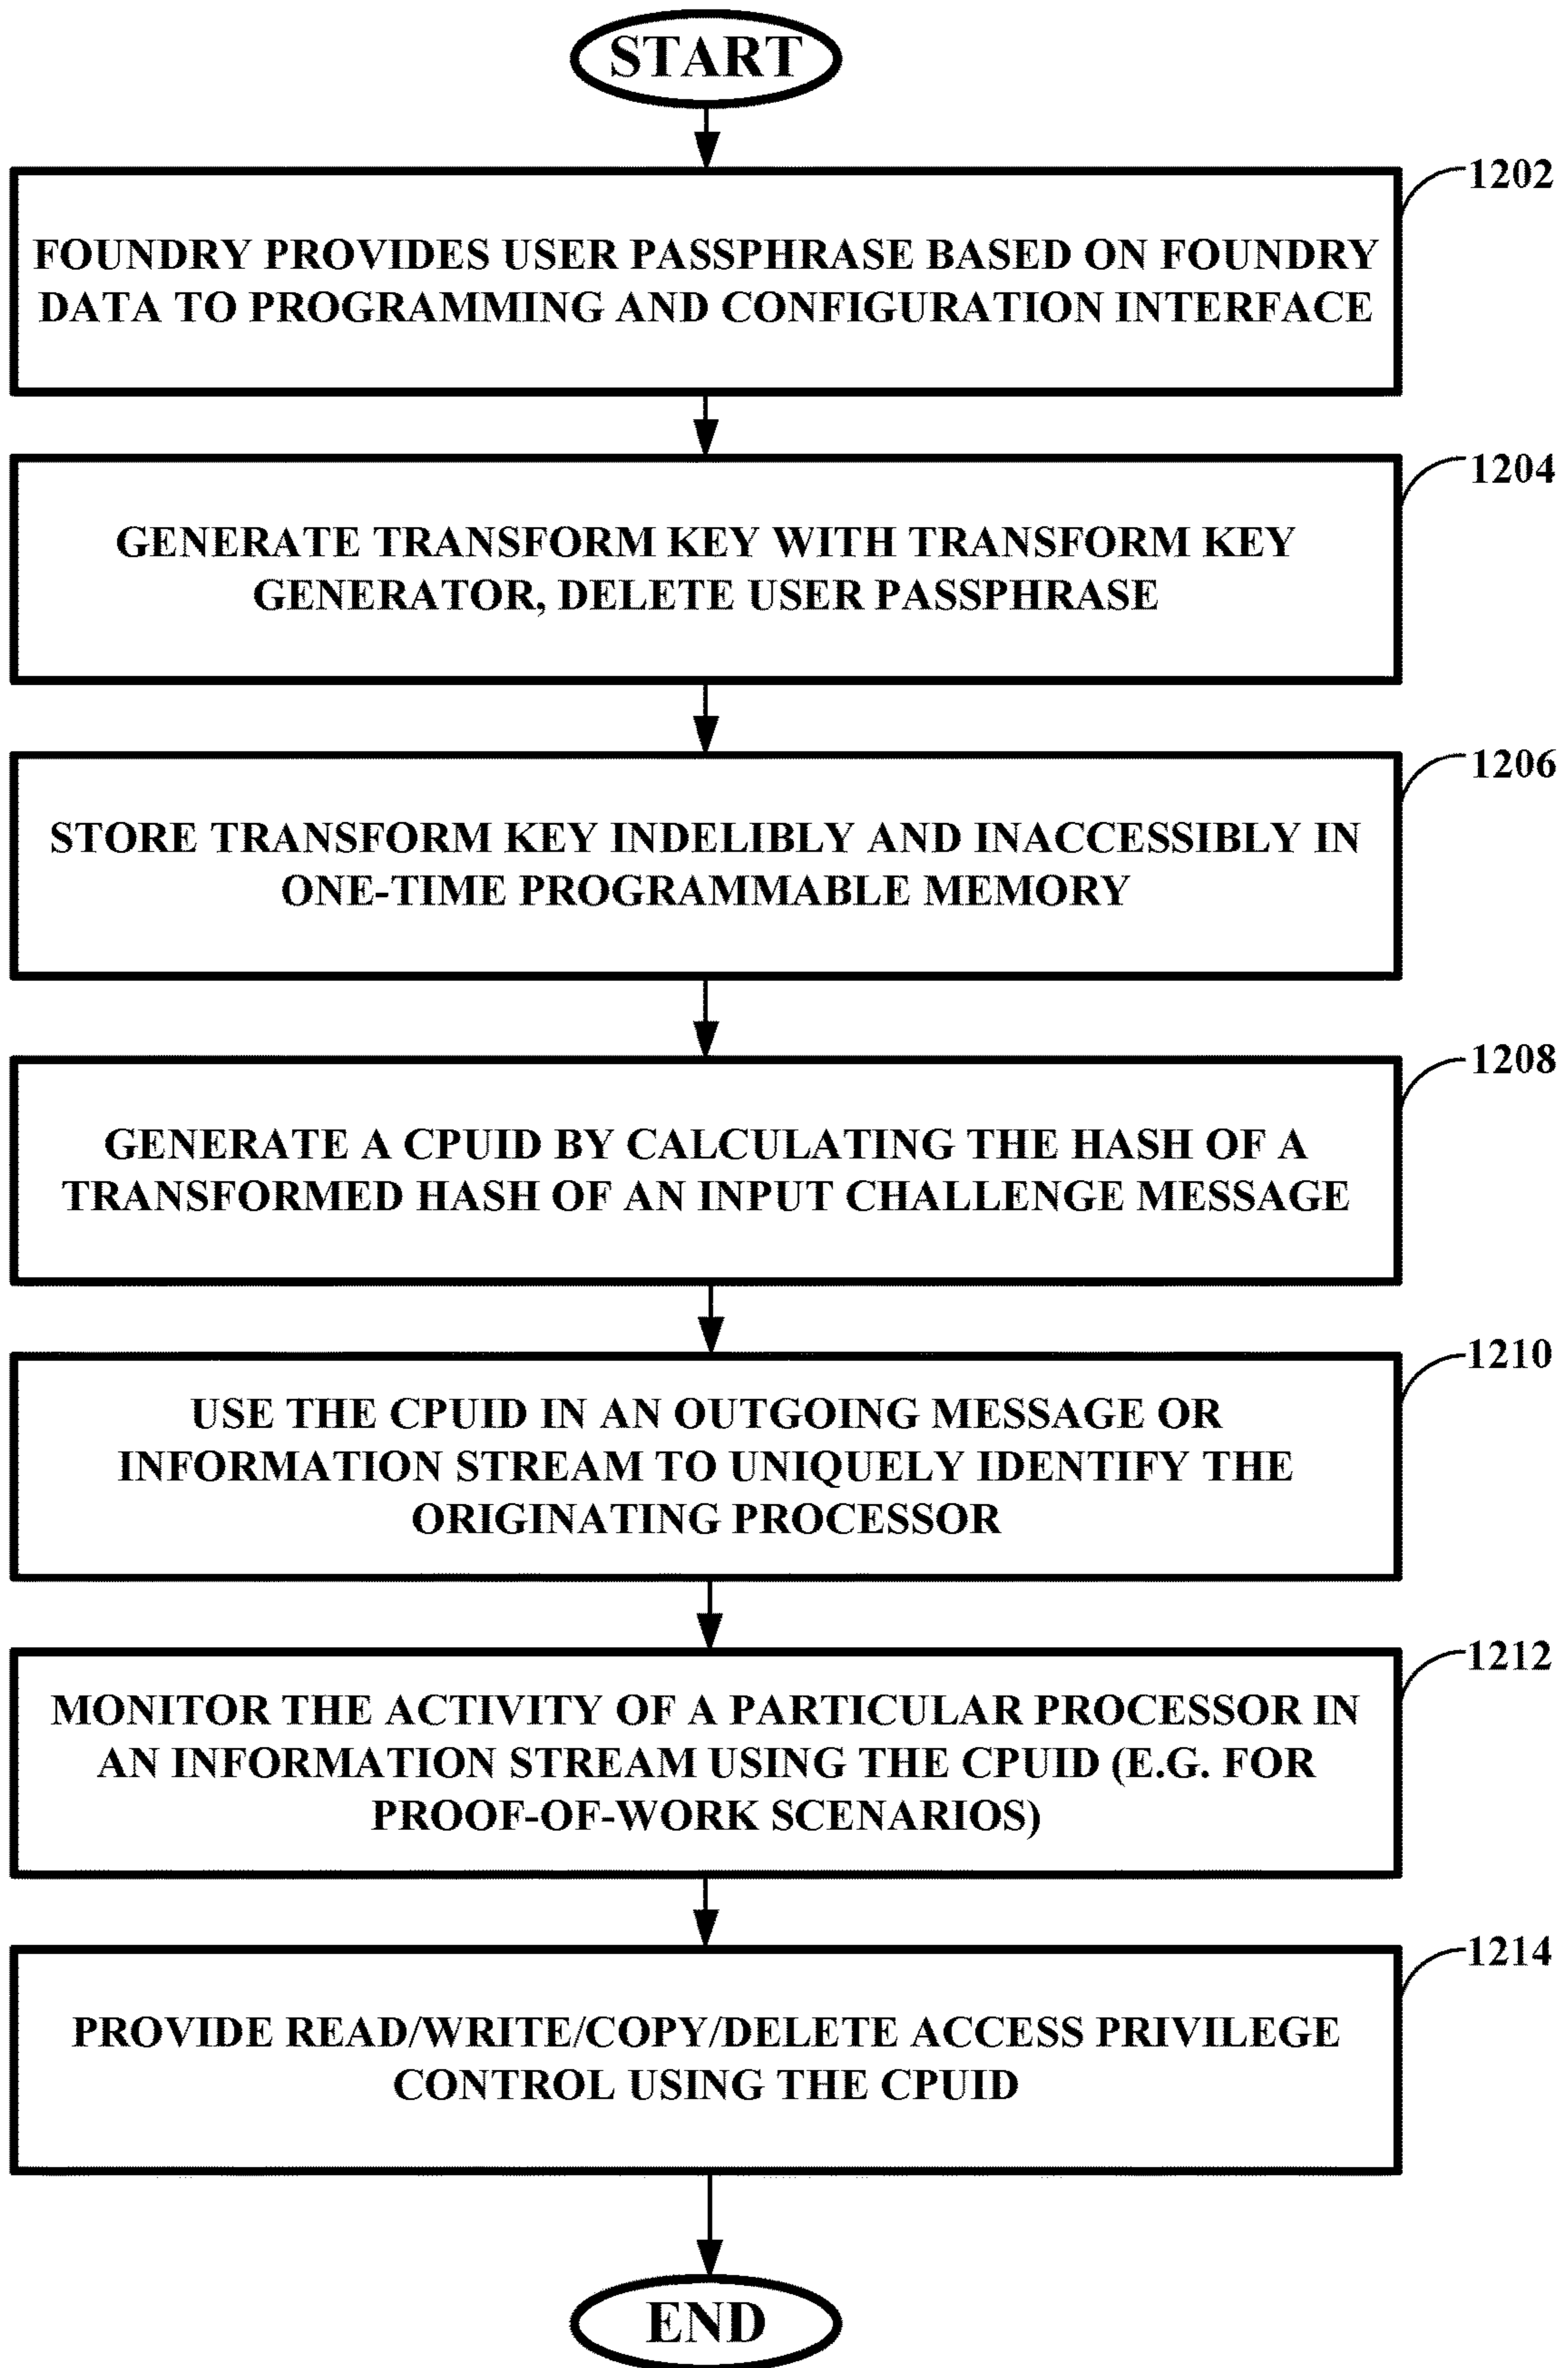 START
1202
FOUNDRY PROVIDES USER PASSPHRASE BASED ON FOUNDRY
DATA TO PROGRAMMING AND CONFIGURATION INTERFACE
1204
GENERATE TRANSFORM KEY WITH TRANSFORM KEY
GENERATOR, DELETE USER PASSPHRASE
1206
STORE TRANSFORM KEY INDELIBLY AND INACCESSIBLY IN
ONE-TIME PROGRAMMABLE MEMORY
1208
GENERATE A CPUID BY CALCULATING THE HASH OF A
TRANSFORMED HASH OF AN INPUT CHALLENGE MESSAGE
1210
USE THE CPUID IN AN OUTGOING MESSAGE OR
INFORMATION STREAM TO UNIQUELY IDENTIFY THE
ORIGINATING PROCESSOR
1212
MONITOR THE ACTIVITY OF A PARTICULAR PROCESSOR IN
AN INFORMATION STREAM USING THE CPUID (E.G. FOR
PROOF-OF-WORK SCENARIOS)
1214
PROVIDE READ/WRITE/COPY/DELETE ACCESS PRIVILEGE
CONTROL USING THE CPUID
END